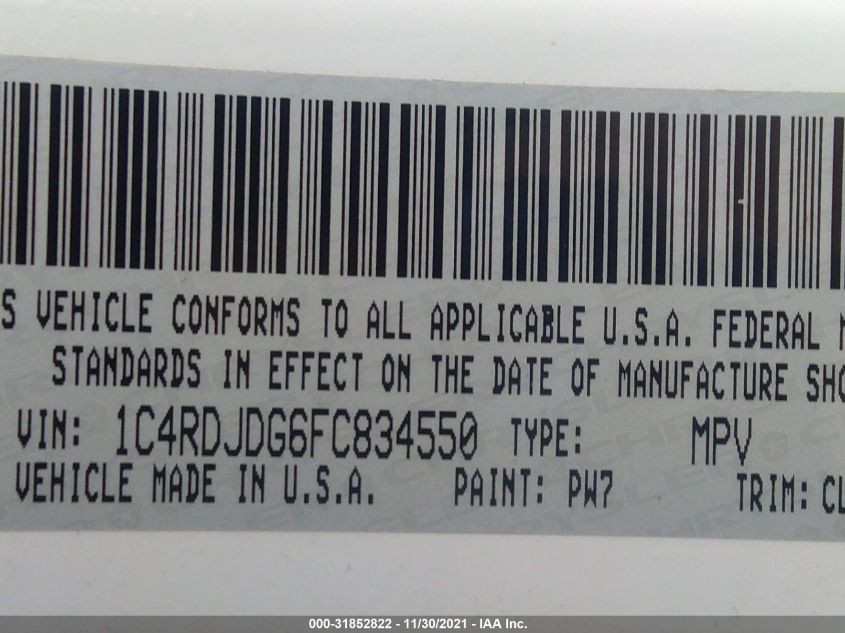 S VEHICLE CONFORMS TO ALL APPLICABLE U.S.A. FEDERAL
STANDARDS IN EFFECT ON THE DATE OF MANUFACTURE SHO
VIN: 1C4RDJDG6FC834550 TYPE: MPV
VEHICLE MADE IN U.S.A. PAINT: PW7 TRIM: CL
000-31852822 - 11/30/2021 - IAA Inc.